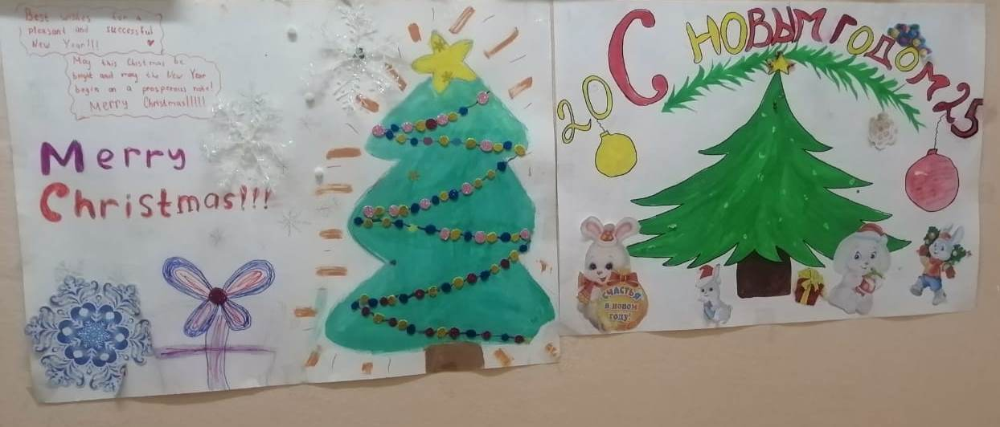 Best wishes for a
pleasant and successful
New Year!!!
May this Christmas be
bright and may the New Year
begin on a prosperous note!
Merry Christmas!!!!!
Merry
Christmas!!!
С НОВЫМ ГОДОМ
20 25
СЧАСТЬЯ
в новом
году!